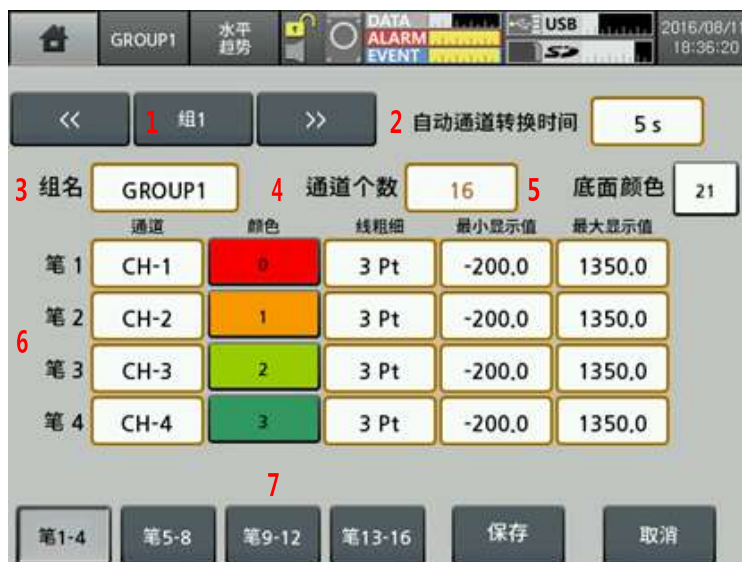 GROUP1 水平 DATA USB 2016/08/11
趋势 ALARM 18:36:20
EVENT
<< 1 组1 >> 2 自动通道转换时间 5 s
3 组名 GROUP1 4 通道个数 16 5 底面颜色 21
通道 颜色 线粗细 最小显示值 最大显示值
笔 1 CH-1 0 3 Pt -200.0 1350.0
笔 2 CH-2 1 3 Pt -200.0 1350.0
6
笔 3 CH-3 2 3 Pt -200.0 1350.0
笔 4 CH-4 3 3 Pt -200.0 1350.0
7
笔1-4 笔5-8 笔9-12 笔13-16 保存 取消